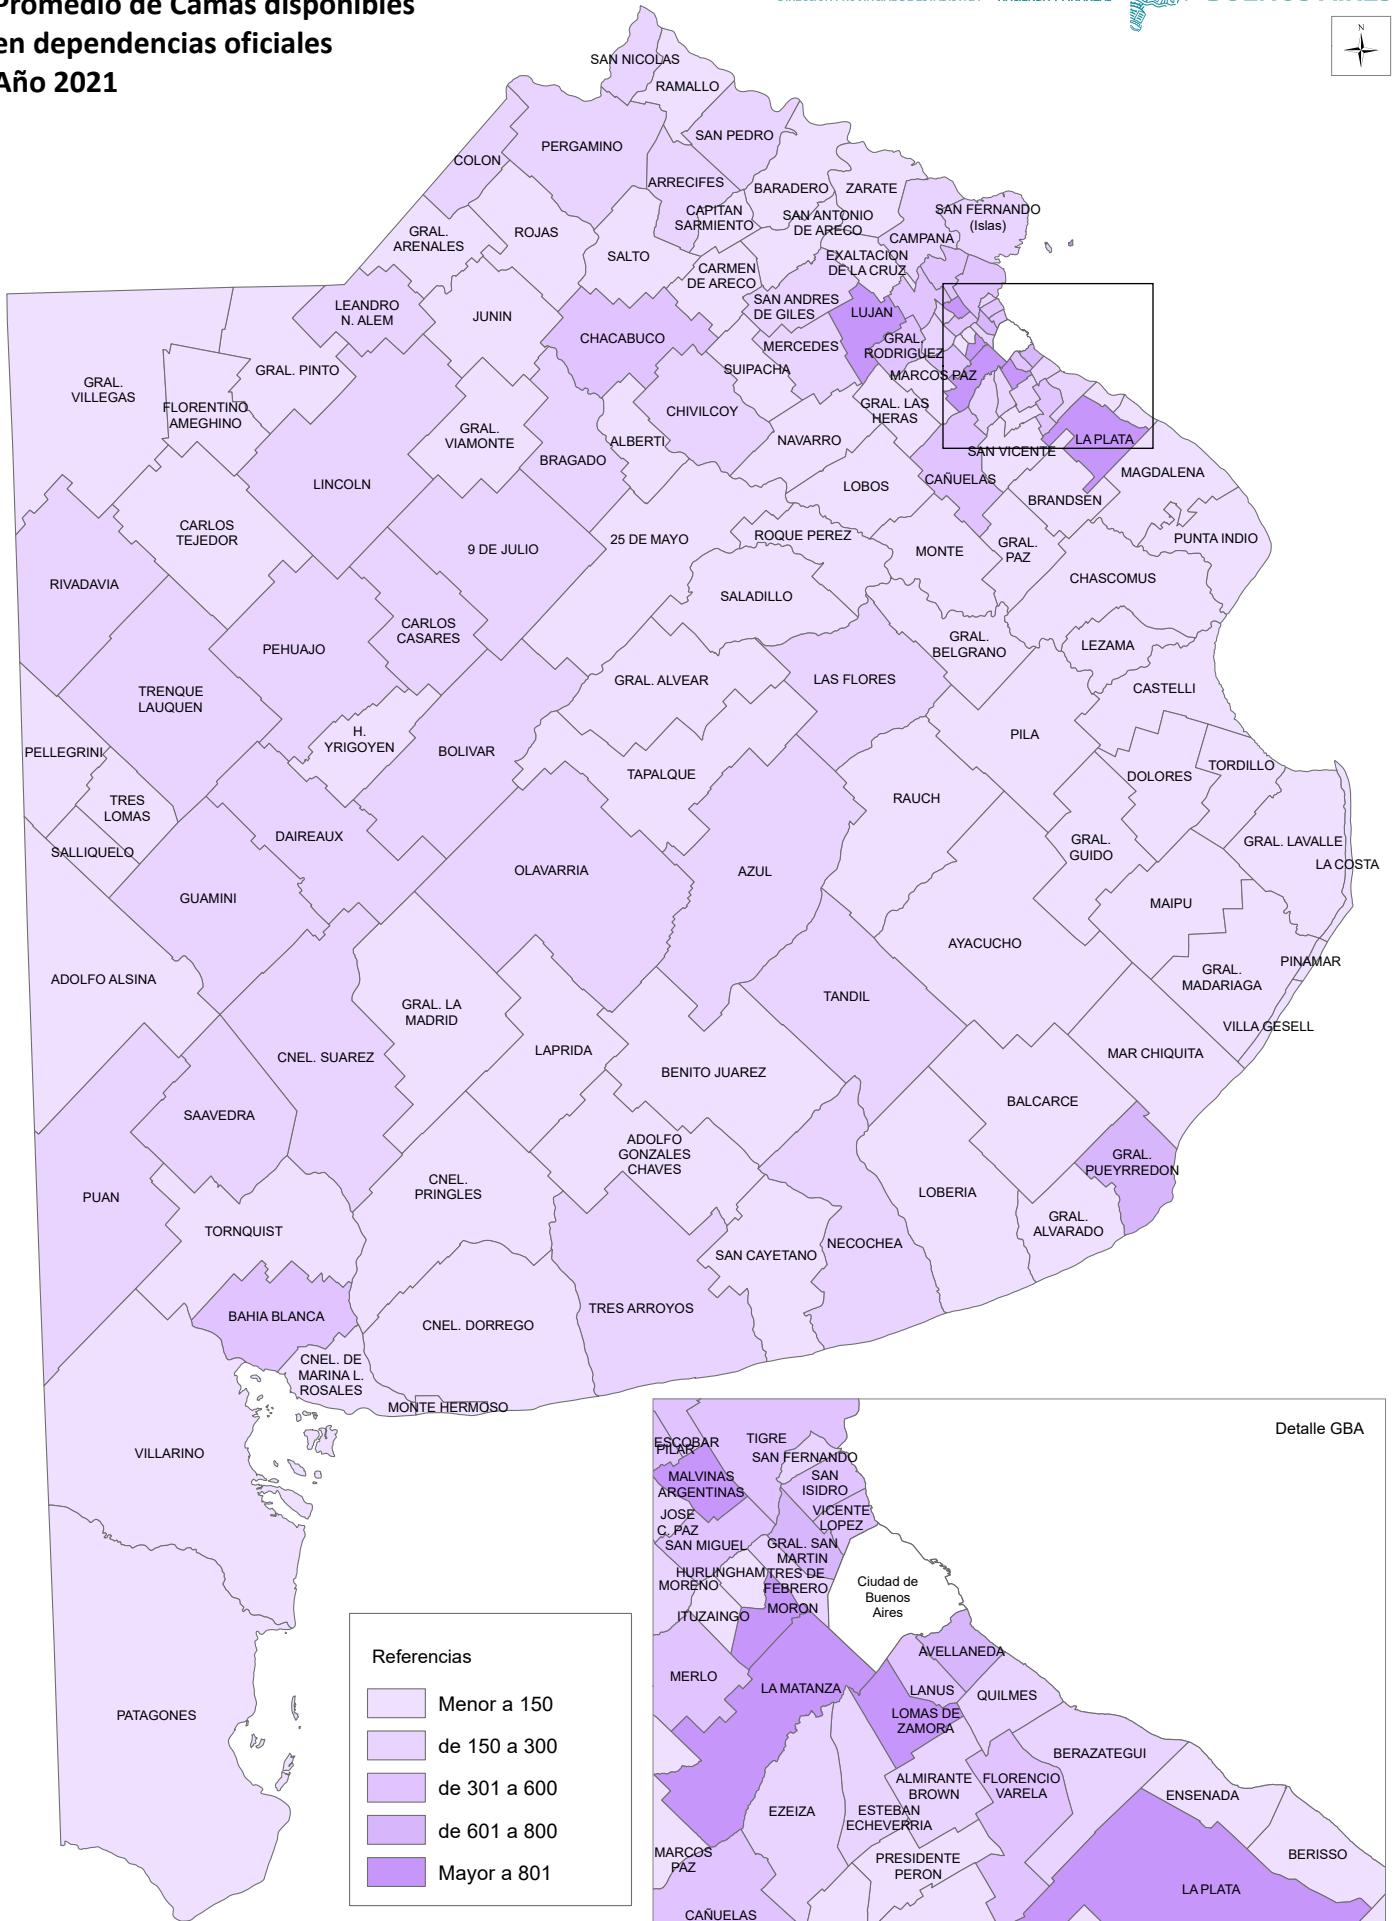 Promedio de Camas disponibles
en dependencias oficiales
Año 2021
N
SAN NICOLAS
RAMALLO
SAN PEDRO
PERGAMINO
COLON
ARRECIFES
BARADERO
ZARATE
CAPITAN
SARMIENTO
SAN ANTONIO
DE ARECO
SAN FERNANDO
(Islas)
CAMPANA
GRAL.
ARENALES
ROJAS
SALTO
EXALTACION
DE LA CRUZ
CARMEN
DE ARECO
SAN ANDRES
DE GILES
LUJAN
LEANDRO
N. ALEM
JUNIN
CHACABUCO
MERCEDES
GRAL.
RODRIGUEZ
SUIPACHA
MARCOS PAZ
GRAL. PINTO
GRAL.
VILLEGAS
FLORENTINO
AMEGHINO
CHIVILCOY
GRAL. LAS
HERAS
GRAL.
VIAMONTE
ALBERTI
NAVARRO
LA PLATA
SAN VICENTE
BRAGADO
LINCOLN
LOBOS
CAÑUELAS
MAGDALENA
BRANDSEN
CARLOS
TEJEDOR
9 DE JULIO
25 DE MAYO
ROQUE PEREZ
MONTE
GRAL.
PAZ
PUNTA INDIO
RIVADAVIA
CHASCOMUS
SALADILLO
CARLOS
CASARES
PEHUAJO
GRAL.
BELGRANO
LEZAMA
TRENQUE
LAUQUEN
GRAL. ALVEAR
LAS FLORES
CASTELLI
PELLEGRINI
H.
YRIGOYEN
BOLIVAR
PILA
TAPALQUE
DOLORES
TORDILLO
TRES
LOMAS
RAUCH
DAIREAUX
GRAL.
GUIDO
GRAL. LAVALLE
LA COSTA
SALLIQUELO
OLAVARRIA
AZUL
GUAMINI
MAIPU
AYACUCHO
PINAMAR
ADOLFO ALSINA
GRAL.
MADARIAGA
TANDIL
GRAL. LA
MADRID
VILLA GESELL
LAPRIDA
CNEL. SUAREZ
MAR CHIQUITA
BENITO JUAREZ
BALCARCE
SAAVEDRA
ADOLFO
GONZALES
CHAVES
GRAL.
PUEYRREDON
CNEL.
PRINGLES
PUAN
LOBERIA
GRAL.
ALVARADO
TORNQUIST
NECOCHEA
SAN CAYETANO
TRES ARROYOS
BAHIA BLANCA
CNEL. DORREGO
CNEL. DE
MARINA L.
ROSALES
MONTE HERMOSO
VILLARINO
PATAGONES
Referencias
Menor a 150
de 150 a 300
de 301 a 600
de 601 a 800
Mayor a 801
Detalle GBA
ESCOBAR
PILAR
TIGRE
SAN FERNANDO
MALVINAS
ARGENTINAS
SAN
ISIDRO
JOSE
C. PAZ
VICENTE
LOPEZ
SAN MIGUEL
GRAL. SAN
MARTIN
HURLINGHAM
TRES DE
FEBRERO
MORENO
Ciudad de
Buenos
Aires
ITUZAINGO
MORON
AVELLANEDA
MERLO
LA MATANZA
LANUS
QUILMES
LOMAS DE
ZAMORA
BERAZATEGUI
ALMIRANTE
BROWN
FLORENCIO
VARELA
ENSENADA
EZEIZA
ESTEBAN
ECHEVERRIA
MARCOS
PAZ
PRESIDENTE
PERON
BERISSO
LA PLATA
CAÑUELAS